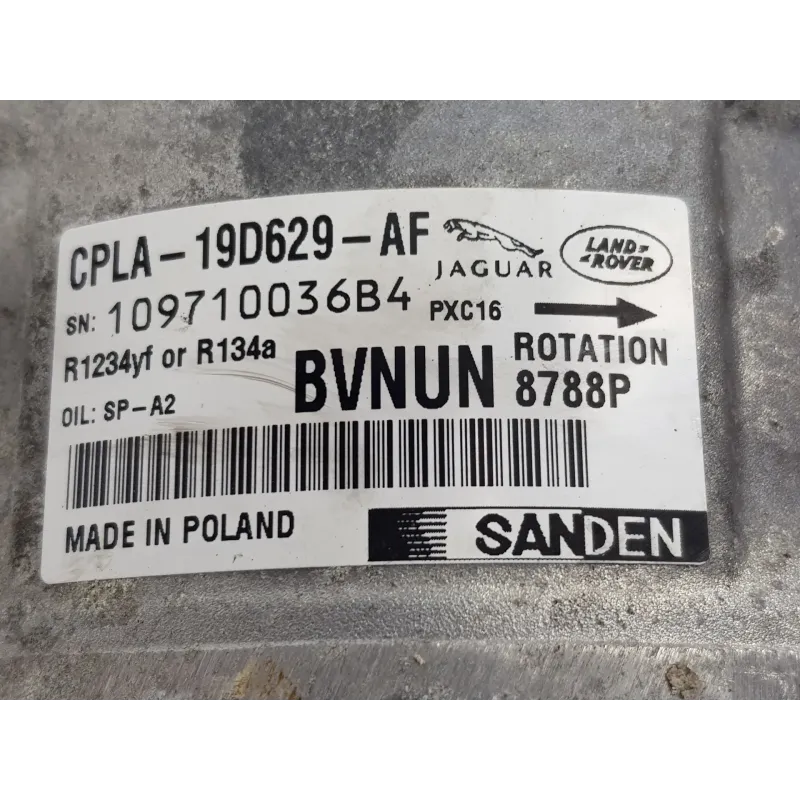 CPLA-19D629-AF
JAGUAR
LAND ROVER
SN: 109710036B4
PXC16
R1234yf or R134a
BVNUN
ROTATION
8788P
OIL: SP-A2
MADE IN POLAND
SANDEN